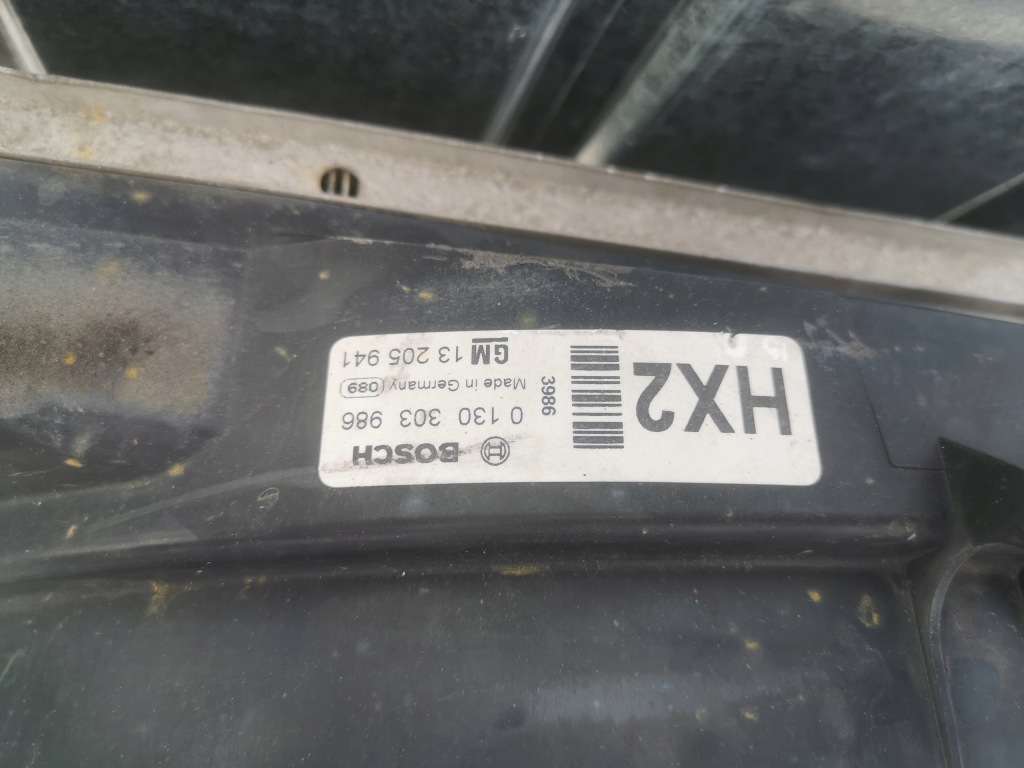 HX2
3986
BOSCH
0 130 303 986
Made in Germany (089)
GM 13 205 941